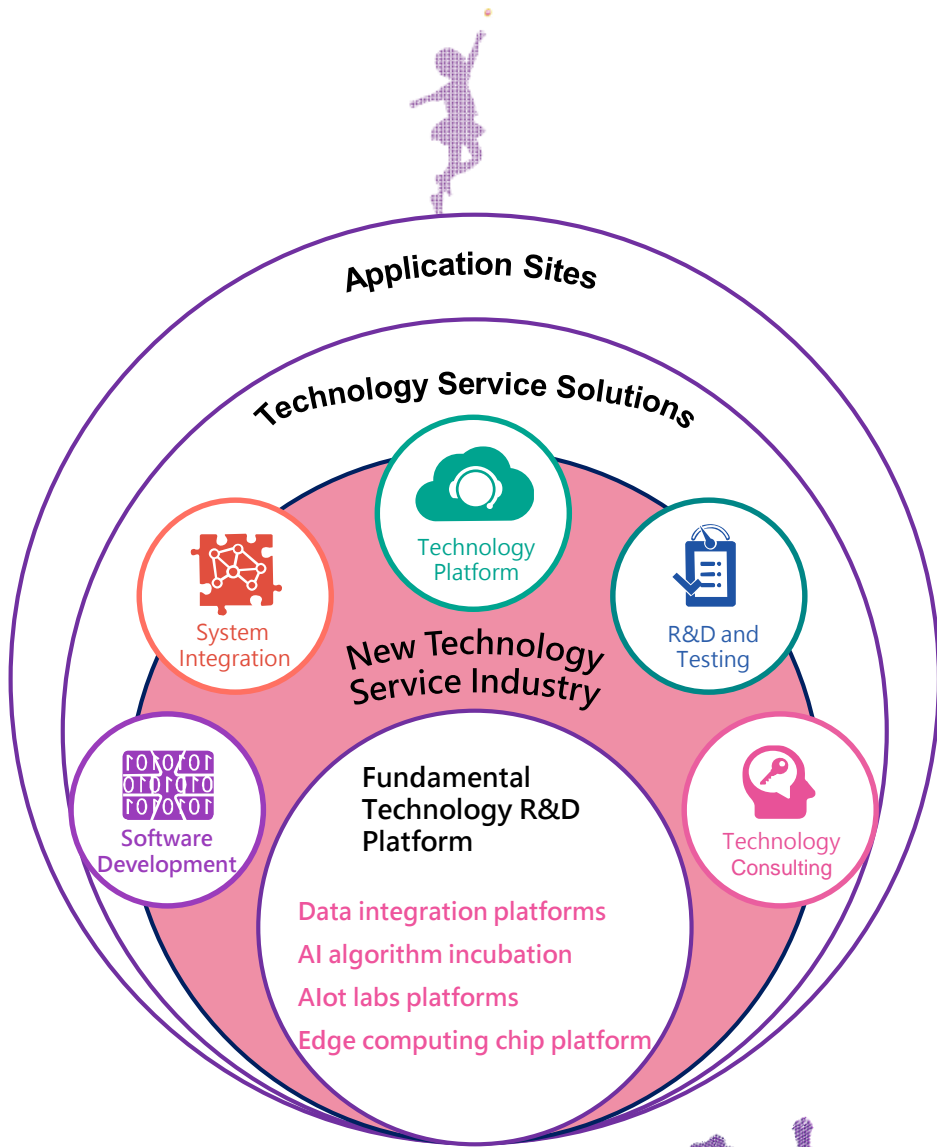 Application Sites
Technology Service Solutions
Technology
Platform
System
Integration
R&D and
Testing
New Technology
Service Industry
Software
Development
Technology
Consulting
Fundamental
Technology R&D
Platform
Data integration platforms
AI algorithm incubation
AIot labs platforms
Edge computing chip platform